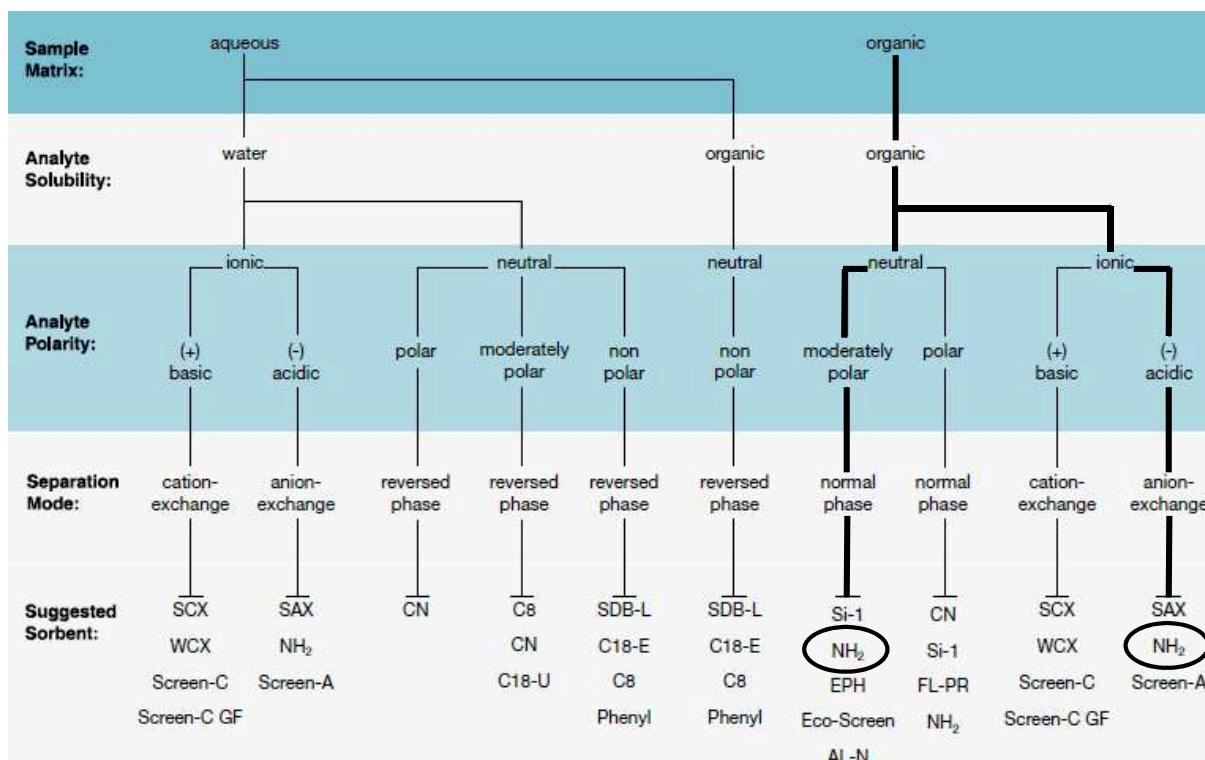 Sample Matrix: aqueous organic
Analyte Solubility: water organic organic
Analyte Polarity:
ionic neutral neutral neutral ionic
(+) basic
(-) acidic
polar
moderately polar
non polar
non polar
moderately polar
polar
(+) basic
(-) acidic
Separation Mode:
cation-exchange
anion-exchange
reversed phase
reversed phase
reversed phase
reversed phase
normal phase
normal phase
cation-exchange
anion-exchange
Suggested Sorbent:
SCX SAX CN C8 SDB-L SDB-L Si-1 CN SCX SAX
WCX NH₂ CN C18-E C18-E NH₂ Si-1 WCX NH₂
Screen-C Screen-A C18-U C8 C8 EPH FL-PR Screen-C Screen-A
Screen-C GF Phenyl Phenyl Eco-Screen NH₂ Screen-C GF
AL-N